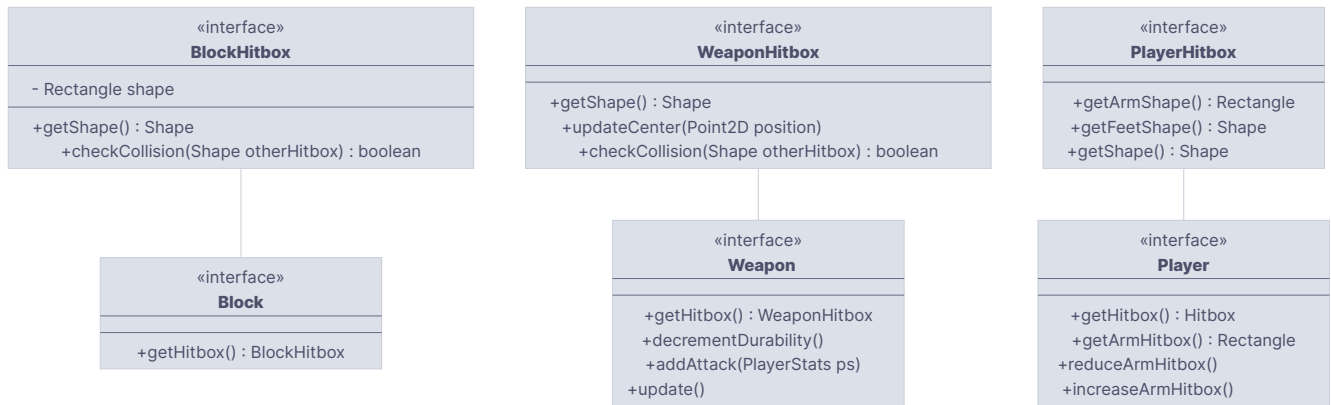 «interface»
BlockHitbox
- Rectangle shape
+getShape() : Shape
+checkCollision(Shape otherHitbox) : boolean
«interface»
Block
+getHitbox() : BlockHitbox
«interface»
WeaponHitbox
+getShape() : Shape
+updateCenter(Point2D position)
+checkCollision(Shape otherHitbox) : boolean
«interface»
Weapon
+getHitbox() : WeaponHitbox
+decrementDurability()
+addAttack(PlayerStats ps)
+update()
«interface»
PlayerHitbox
+getArmShape() : Rectangle
+getFeetShape() : Shape
+getShape() : Shape
«interface»
Player
+getHitbox() : Hitbox
+getArmHitbox() : Rectangle
+reduceArmHitbox()
+increaseArmHitbox()